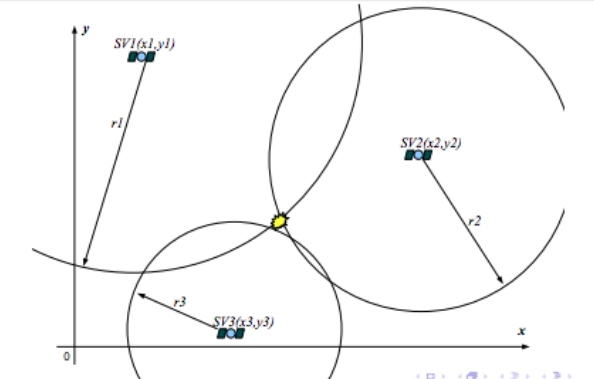 y
SV1(x1,y1)
r1
SV2(x2,y2)
r2
r3
SV3(x3,y3)
x
0